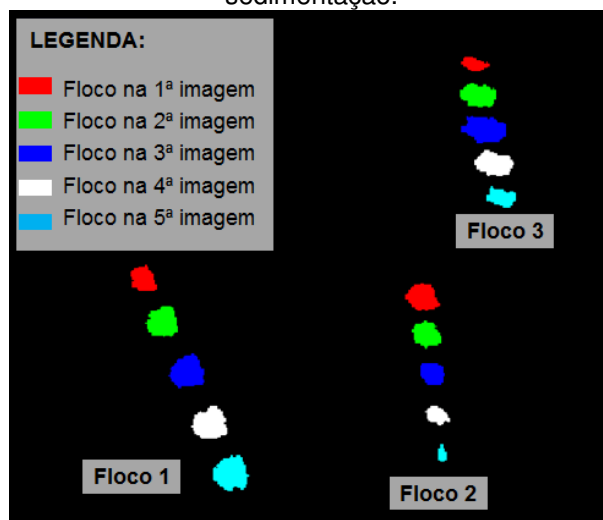 sedimentação.
LEGENDA:
Floco na 1ª imagem
Floco na 2ª imagem
Floco na 3ª imagem
Floco na 4ª imagem
Floco na 5ª imagem
Floco 3
Floco 1
Floco 2